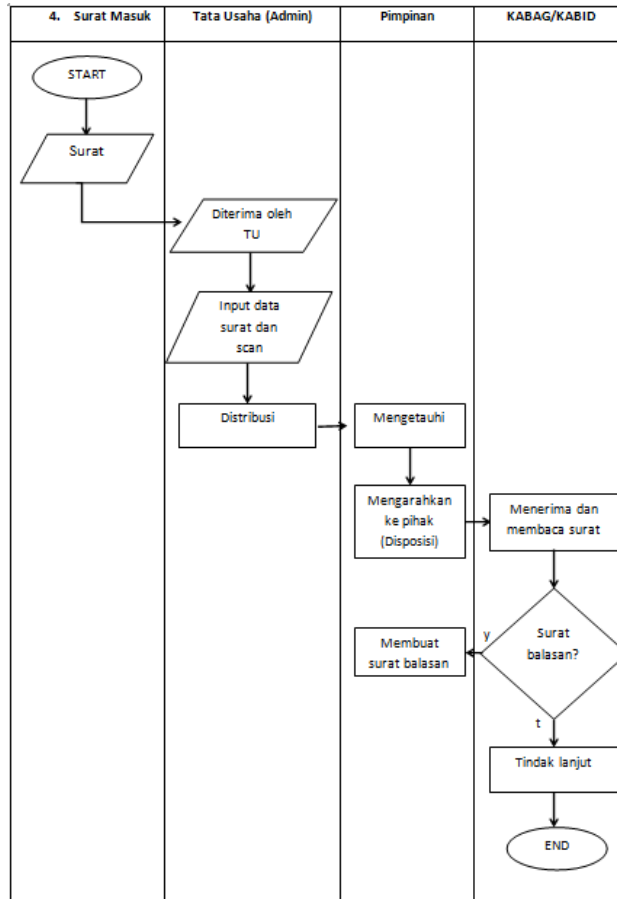 4. Surat Masuk
Tata Usaha (Admin)
Pimpinan
KABAG/KABID
START
Surat
Diterima oleh
TU
Input data
surat dan
scan
Distribusi
Mengetauhi
Mengarahkan
ke pihak
(Disposisi)
Menerima dan
membaca surat
Surat
balasan?
y
Membuat
surat balasan
t
Tindak lanjut
END